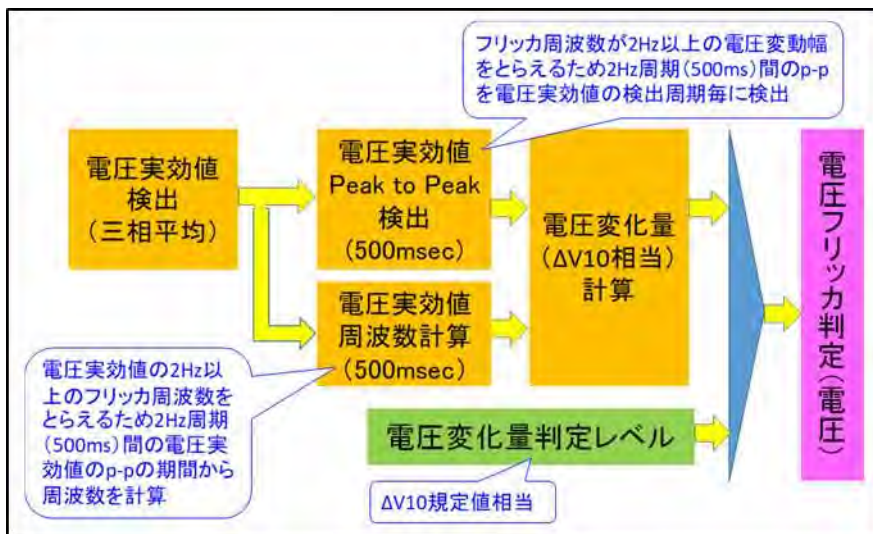 フリッカ周波数が2Hz以上の電圧変動幅
をとらえるため2Hz周期（500ms）間のp-p
を電圧実効値の検出周期毎に検出
電圧実効値
検出
（三相平均）
電圧実効値
Peak to Peak
検出
（500msec）
電圧実効値
周波数計算
（500msec）
電圧変化量
（ΔV10相当）
計算
電圧フリッカ判定（電圧）
電圧実効値の2Hz以
上のフリッカ周波数を
とらえるため2Hz周期
（500ms）間の電圧実
効値のp-pの期間から
周波数を計算
電圧変化量判定レベル
ΔV10規定値相当